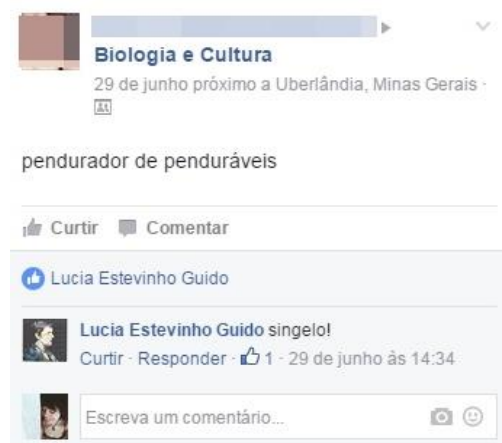 Biologia e Cultura
29 de junho próximo a Uberlândia, Minas Gerais ·
pendurador de penduráveis
Curtir Comentar
Lucia Estevinho Guido
Lucia Estevinho Guido singelo!
Curtir · Responder · 1 · 29 de junho às 14:34
Escreva um comentário...